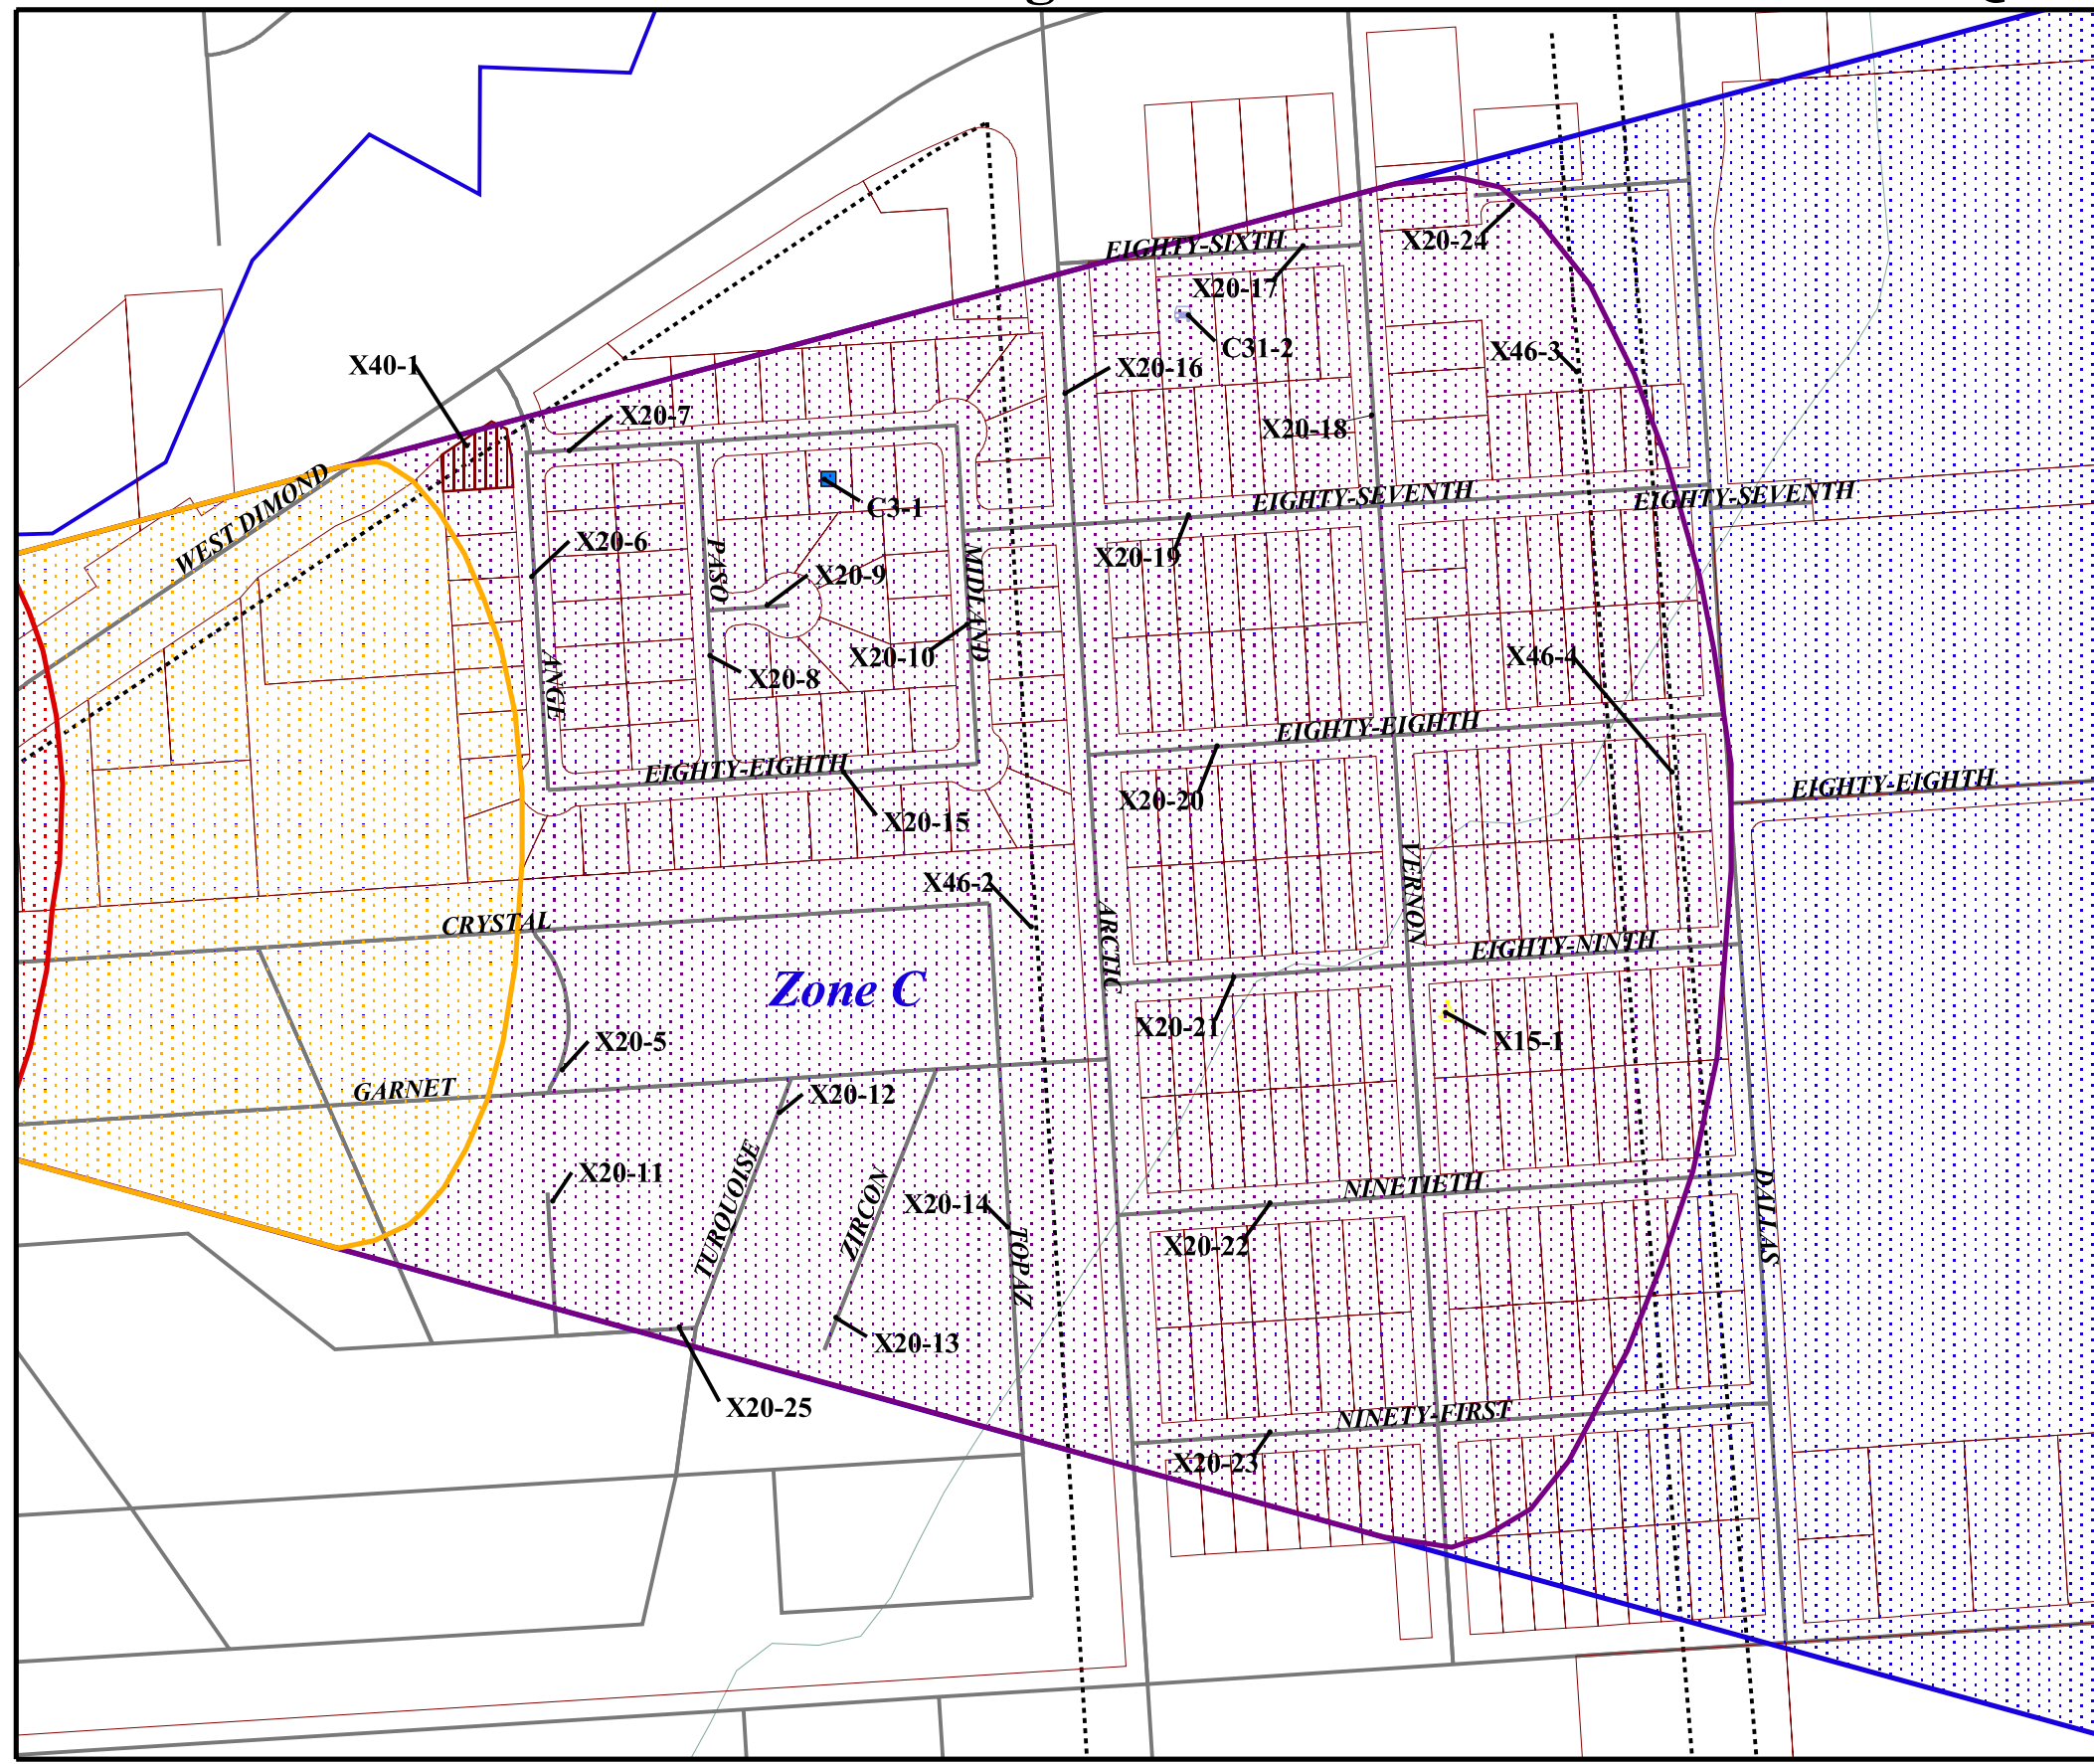 EIGHTY-SIXTH
X20-24
X20-17
C31-2
X46-3
X40-1
X20-16
X20-7
X20-18
WEST DIMOND
EIGHTY-SEVENTH
EIGHTY-SEVENTH
C3-1
X20-6
X20-19
PASO
X20-9
MIDLAND
X20-10
X46-4
X20-8
ANGE
EIGHTY-EIGHTH
EIGHTY-EIGHTH
EIGHTY-EIGHTH
X20-20
X20-15
X46-2
VERNON
CRYSTAL
ARCTIC
EIGHTY-NINTH
Zone C
X20-21
X15-1
X20-5
GARNET
X20-12
X20-11
TURQUOISE
ZIRCON
X20-14
NINETIETH
DALLAS
X20-22
TOPAZ
X20-13
X20-25
NINETY-FIRST
X20-23